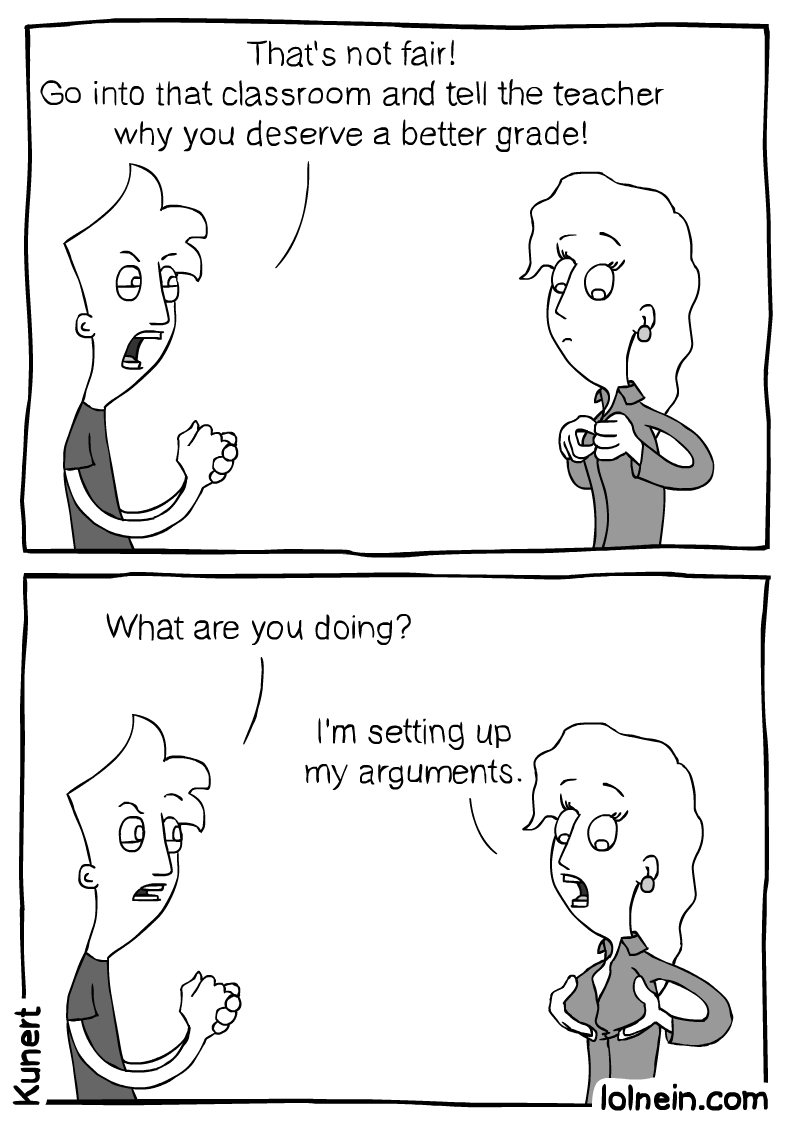 That's not fair!
Go into that classroom and tell the teacher
why you deserve a better grade!
What are you doing?
I'm setting up
my arguments.
Kunert
lolnein.com